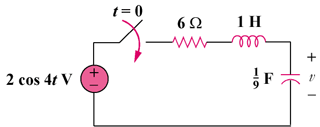 t = 0
6 Ω
1 H
2 cos 4t V
+
−
1/9 F
+
v
−